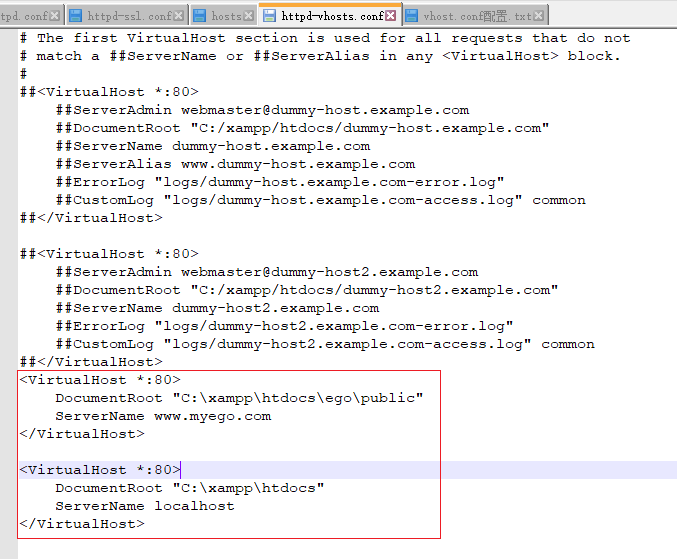 tpd.conf httpd-ssl.conf hosts httpd-vhosts.conf vhost.conf配置.txt
# The first VirtualHost section is used for all requests that do not
# match a ##ServerName or ##ServerAlias in any <VirtualHost> block.
#
##<VirtualHost *:80>
    ##ServerAdmin webmaster@dummy-host.example.com
    ##DocumentRoot "C:/xampp/htdocs/dummy-host.example.com"
    ##ServerName dummy-host.example.com
    ##ServerAlias www.dummy-host.example.com
    ##ErrorLog "logs/dummy-host.example.com-error.log"
    ##CustomLog "logs/dummy-host.example.com-access.log" common
##</VirtualHost>

##<VirtualHost *:80>
    ##ServerAdmin webmaster@dummy-host2.example.com
    ##DocumentRoot "C:/xampp/htdocs/dummy-host2.example.com"
    ##ServerName dummy-host2.example.com
    ##ErrorLog "logs/dummy-host2.example.com-error.log"
    ##CustomLog "logs/dummy-host2.example.com-access.log" common
##</VirtualHost>
<VirtualHost *:80>
    DocumentRoot "C:\xampp\htdocs\ego\public"
    ServerName www.myego.com
</VirtualHost>

<VirtualHost *:80>
    DocumentRoot "C:\xampp\htdocs"
    ServerName localhost
</VirtualHost>